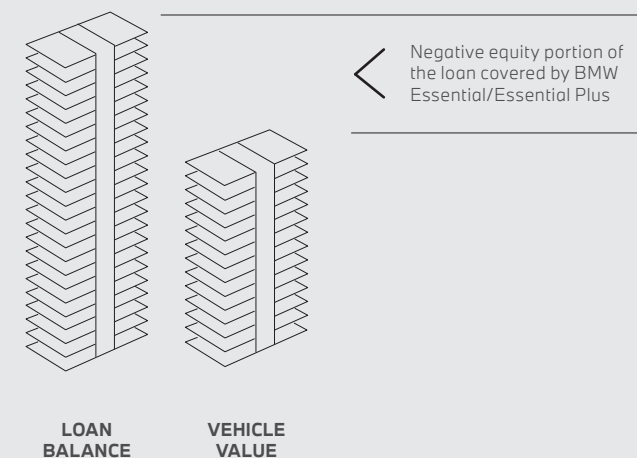 Negative equity portion of
the loan covered by BMW
Essential/Essential Plus
LOAN
BALANCE
VEHICLE
VALUE